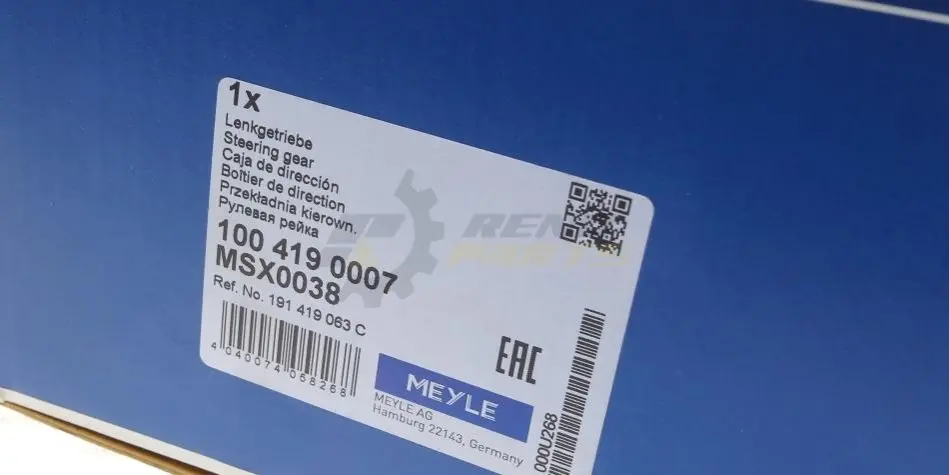 1x
Lenkgetriebe
Steering gear
Caja de dirección
Boîtier de direction
Przekładnia kierown.
Рулевая рейка
100 419 0007
MSX0038
Ref. No. 191 419 063 C
4 040074 068268
EAC
MEYLE
MEYLE AG
Hamburg 22143, Germany
000U268